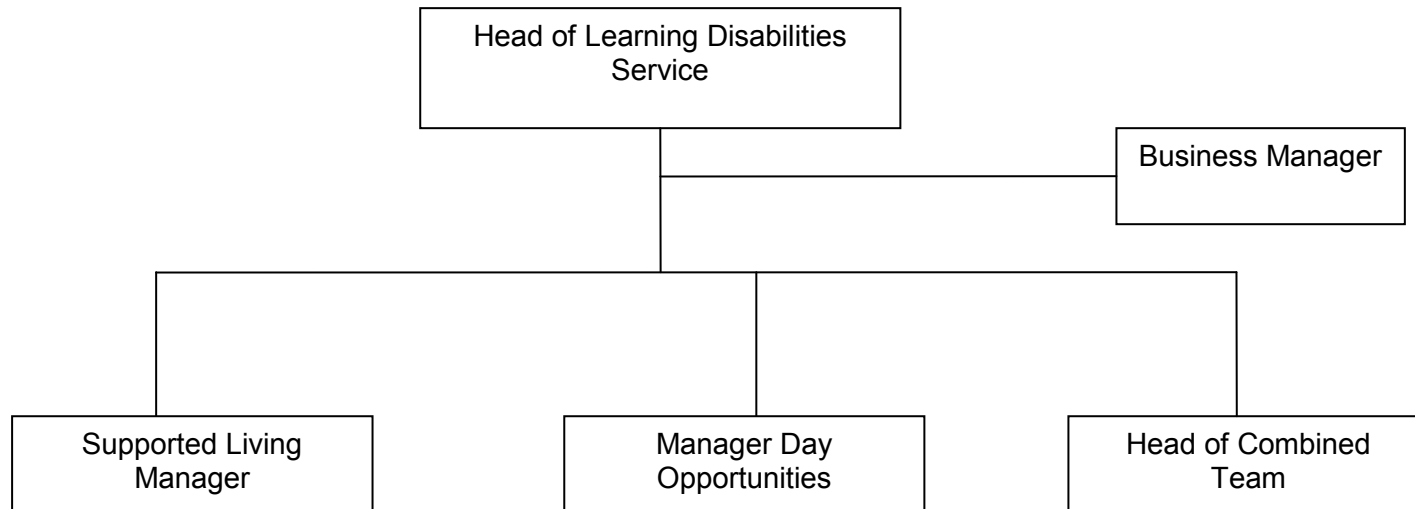 Head of Learning Disabilities
Service
Business Manager
Supported Living
Manager
Manager Day
Opportunities
Head of Combined
Team